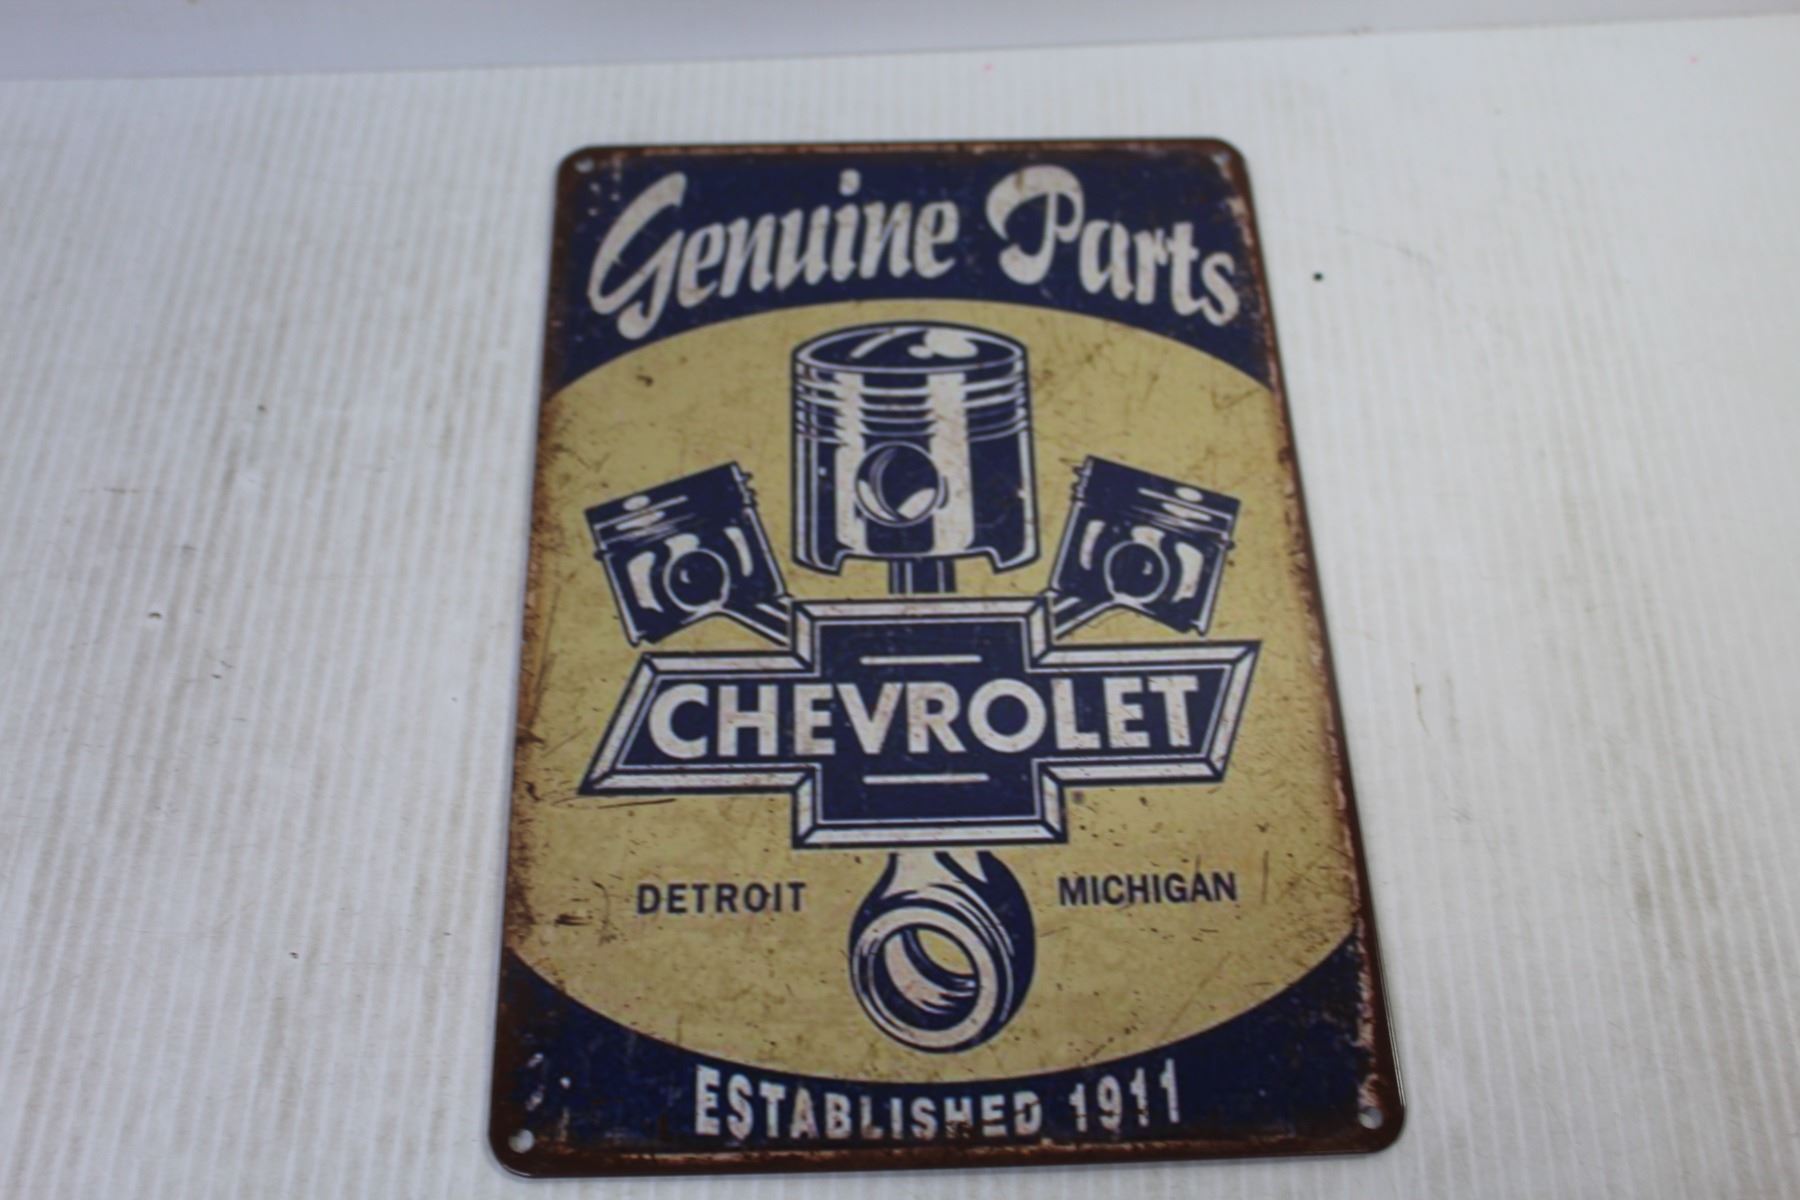 Genuine Parts
CHEVROLET
DETROIT MICHIGAN
ESTABLISHED 1911